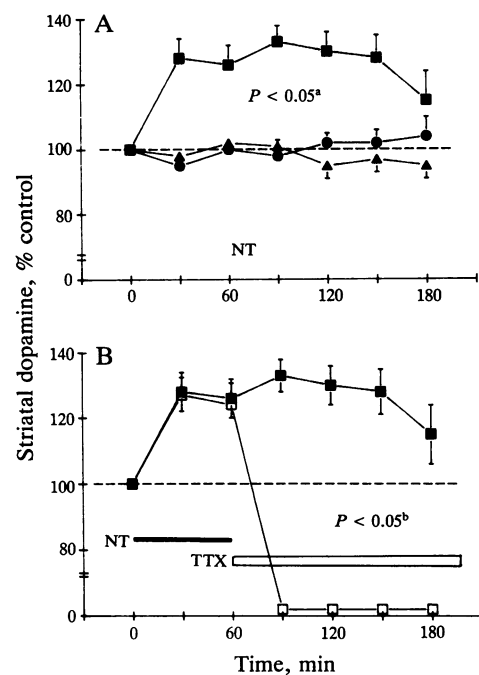 A
140
120
100
80
0
P < 0.05ᵃ
NT
0 60 120 180
Striatal dopamine, % control
B
140
120
100
80
0
P < 0.05ᵇ
NT
TTX
0 60 120 180
Time, min